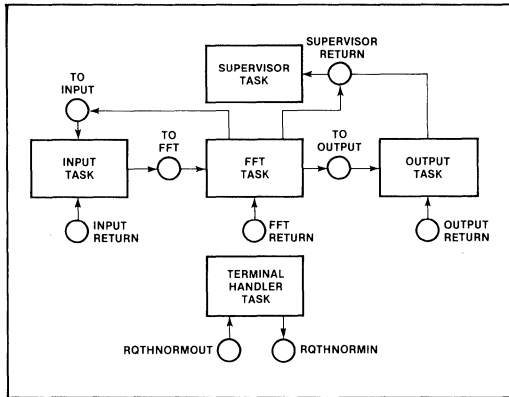 SUPERVISOR
RETURN
SUPERVISOR
TASK
TO
INPUT
TO
FFT
TO
OUTPUT
INPUT
TASK
FFT
TASK
OUTPUT
TASK
INPUT
RETURN
FFT
RETURN
OUTPUT
RETURN
TERMINAL
HANDLER
TASK
RQTHNORMOUT
RQTHNORMIN